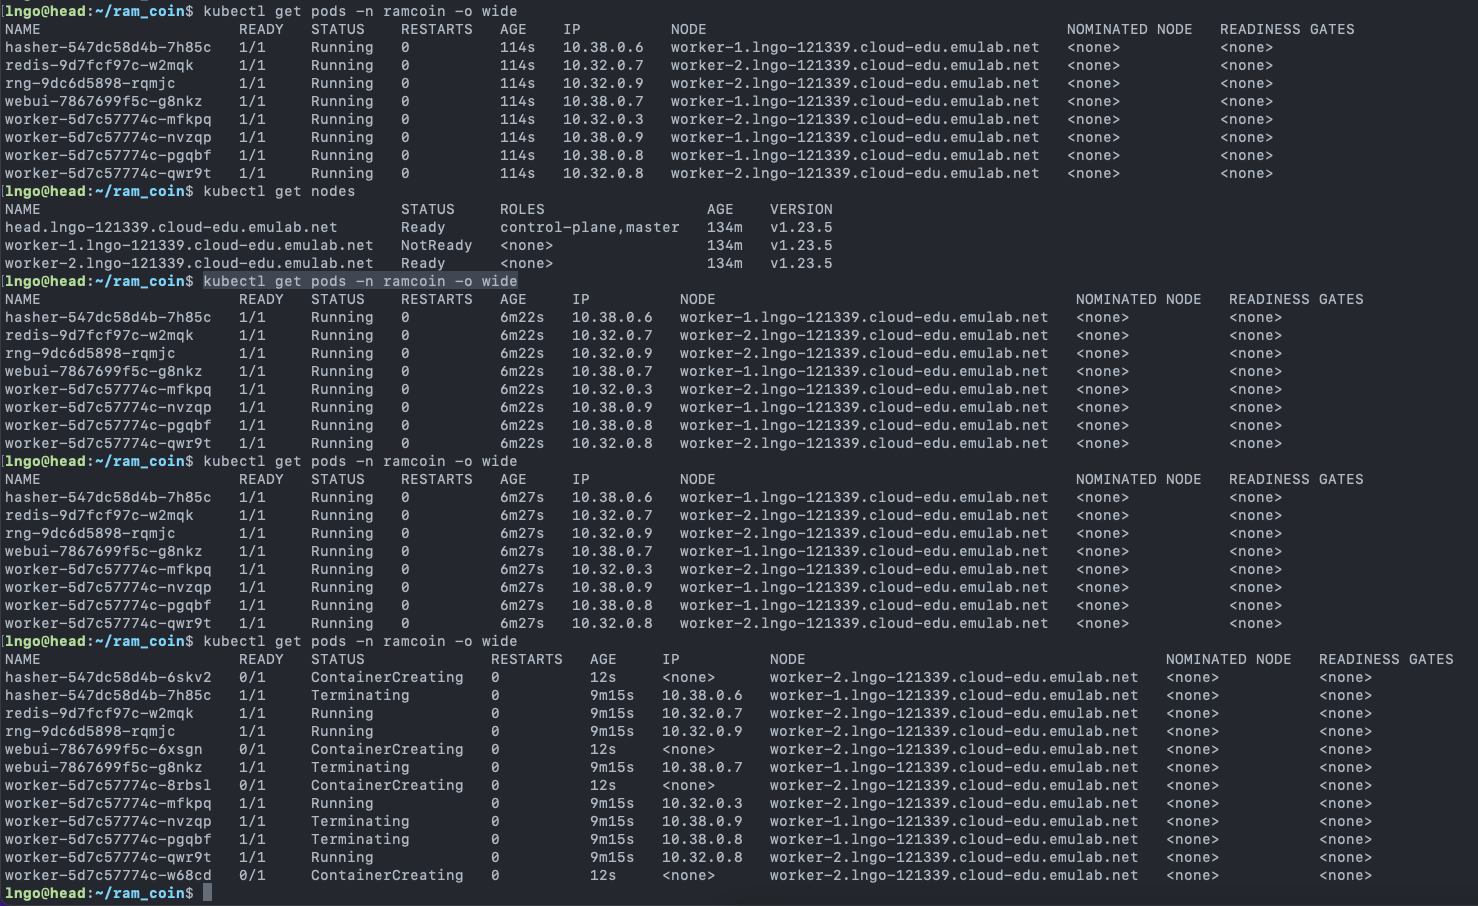 lngo@head:~/ram_coin$ kubectl get pods -n ramcoin -o wide
NAME READY STATUS RESTARTS AGE IP NODE NOMINATED NODE READINESS GATES
hasher-547dc58d4b-7h85c 1/1 Running 0 114s 10.38.0.6 worker-1.lngo-121339.cloud-edu.emulab.net <none> <none>
redis-9d7fcf97c-w2mqk 1/1 Running 0 114s 10.32.0.7 worker-2.lngo-121339.cloud-edu.emulab.net <none> <none>
rng-9dc6d5898-rqmjc 1/1 Running 0 114s 10.32.0.9 worker-2.lngo-121339.cloud-edu.emulab.net <none> <none>
webui-7867699f5c-g8nkz 1/1 Running 0 114s 10.38.0.7 worker-1.lngo-121339.cloud-edu.emulab.net <none> <none>
worker-5d7c57774c-mfkpq 1/1 Running 0 114s 10.32.0.3 worker-2.lngo-121339.cloud-edu.emulab.net <none> <none>
worker-5d7c57774c-nvzqp 1/1 Running 0 114s 10.38.0.9 worker-1.lngo-121339.cloud-edu.emulab.net <none> <none>
worker-5d7c57774c-pgqbf 1/1 Running 0 114s 10.38.0.8 worker-1.lngo-121339.cloud-edu.emulab.net <none> <none>
worker-5d7c57774c-qwr9t 1/1 Running 0 114s 10.32.0.8 worker-2.lngo-121339.cloud-edu.emulab.net <none> <none>
lngo@head:~/ram_coin$ kubectl get nodes
NAME STATUS ROLES AGE VERSION
head.lngo-121339.cloud-edu.emulab.net Ready control-plane,master 134m v1.23.5
worker-1.lngo-121339.cloud-edu.emulab.net NotReady <none> 134m v1.23.5
worker-2.lngo-121339.cloud-edu.emulab.net Ready <none> 134m v1.23.5
lngo@head:~/ram_coin$ kubectl get pods -n ramcoin -o wide
NAME READY STATUS RESTARTS AGE IP NODE NOMINATED NODE READINESS GATES
hasher-547dc58d4b-7h85c 1/1 Running 0 6m22s 10.38.0.6 worker-1.lngo-121339.cloud-edu.emulab.net <none> <none>
redis-9d7fcf97c-w2mqk 1/1 Running 0 6m22s 10.32.0.7 worker-2.lngo-121339.cloud-edu.emulab.net <none> <none>
rng-9dc6d5898-rqmjc 1/1 Running 0 6m22s 10.32.0.9 worker-2.lngo-121339.cloud-edu.emulab.net <none> <none>
webui-7867699f5c-g8nkz 1/1 Running 0 6m22s 10.38.0.7 worker-1.lngo-121339.cloud-edu.emulab.net <none> <none>
worker-5d7c57774c-mfkpq 1/1 Running 0 6m22s 10.32.0.3 worker-2.lngo-121339.cloud-edu.emulab.net <none> <none>
worker-5d7c57774c-nvzqp 1/1 Running 0 6m22s 10.38.0.9 worker-1.lngo-121339.cloud-edu.emulab.net <none> <none>
worker-5d7c57774c-pgqbf 1/1 Running 0 6m22s 10.38.0.8 worker-1.lngo-121339.cloud-edu.emulab.net <none> <none>
worker-5d7c57774c-qwr9t 1/1 Running 0 6m22s 10.32.0.8 worker-2.lngo-121339.cloud-edu.emulab.net <none> <none>
lngo@head:~/ram_coin$ kubectl get pods -n ramcoin -o wide
NAME READY STATUS RESTARTS AGE IP NODE NOMINATED NODE READINESS GATES
hasher-547dc58d4b-7h85c 1/1 Running 0 6m27s 10.38.0.6 worker-1.lngo-121339.cloud-edu.emulab.net <none> <none>
redis-9d7fcf97c-w2mqk 1/1 Running 0 6m27s 10.32.0.7 worker-2.lngo-121339.cloud-edu.emulab.net <none> <none>
rng-9dc6d5898-rqmjc 1/1 Running 0 6m27s 10.32.0.9 worker-2.lngo-121339.cloud-edu.emulab.net <none> <none>
webui-7867699f5c-g8nkz 1/1 Running 0 6m27s 10.38.0.7 worker-1.lngo-121339.cloud-edu.emulab.net <none> <none>
worker-5d7c57774c-mfkpq 1/1 Running 0 6m27s 10.32.0.3 worker-2.lngo-121339.cloud-edu.emulab.net <none> <none>
worker-5d7c57774c-nvzqp 1/1 Running 0 6m27s 10.38.0.9 worker-1.lngo-121339.cloud-edu.emulab.net <none> <none>
worker-5d7c57774c-pgqbf 1/1 Running 0 6m27s 10.38.0.8 worker-1.lngo-121339.cloud-edu.emulab.net <none> <none>
worker-5d7c57774c-qwr9t 1/1 Running 0 6m27s 10.32.0.8 worker-2.lngo-121339.cloud-edu.emulab.net <none> <none>
lngo@head:~/ram_coin$ kubectl get pods -n ramcoin -o wide
NAME READY STATUS RESTARTS AGE IP NODE NOMINATED NODE READINESS GATES
hasher-547dc58d4b-6skv2 0/1 ContainerCreating 0 12s <none> worker-2.lngo-121339.cloud-edu.emulab.net <none> <none>
hasher-547dc58d4b-7h85c 1/1 Terminating 0 9m15s 10.38.0.6 worker-1.lngo-121339.cloud-edu.emulab.net <none> <none>
redis-9d7fcf97c-w2mqk 1/1 Running 0 9m15s 10.32.0.7 worker-2.lngo-121339.cloud-edu.emulab.net <none> <none>
rng-9dc6d5898-rqmjc 1/1 Running 0 9m15s 10.32.0.9 worker-2.lngo-121339.cloud-edu.emulab.net <none> <none>
webui-7867699f5c-6xsgn 0/1 ContainerCreating 0 12s <none> worker-2.lngo-121339.cloud-edu.emulab.net <none> <none>
webui-7867699f5c-g8nkz 1/1 Terminating 0 9m15s 10.38.0.7 worker-1.lngo-121339.cloud-edu.emulab.net <none> <none>
worker-5d7c57774c-8rbsl 0/1 ContainerCreating 0 12s <none> worker-2.lngo-121339.cloud-edu.emulab.net <none> <none>
worker-5d7c57774c-mfkpq 1/1 Running 0 9m15s 10.32.0.3 worker-2.lngo-121339.cloud-edu.emulab.net <none> <none>
worker-5d7c57774c-nvzqp 1/1 Terminating 0 9m15s 10.38.0.9 worker-1.lngo-121339.cloud-edu.emulab.net <none> <none>
worker-5d7c57774c-pgqbf 1/1 Terminating 0 9m15s 10.38.0.8 worker-1.lngo-121339.cloud-edu.emulab.net <none> <none>
worker-5d7c57774c-qwr9t 1/1 Running 0 9m15s 10.32.0.8 worker-2.lngo-121339.cloud-edu.emulab.net <none> <none>
worker-5d7c57774c-w68cd 0/1 ContainerCreating 0 12s <none> worker-2.lngo-121339.cloud-edu.emulab.net <none> <none>
lngo@head:~/ram_coin$